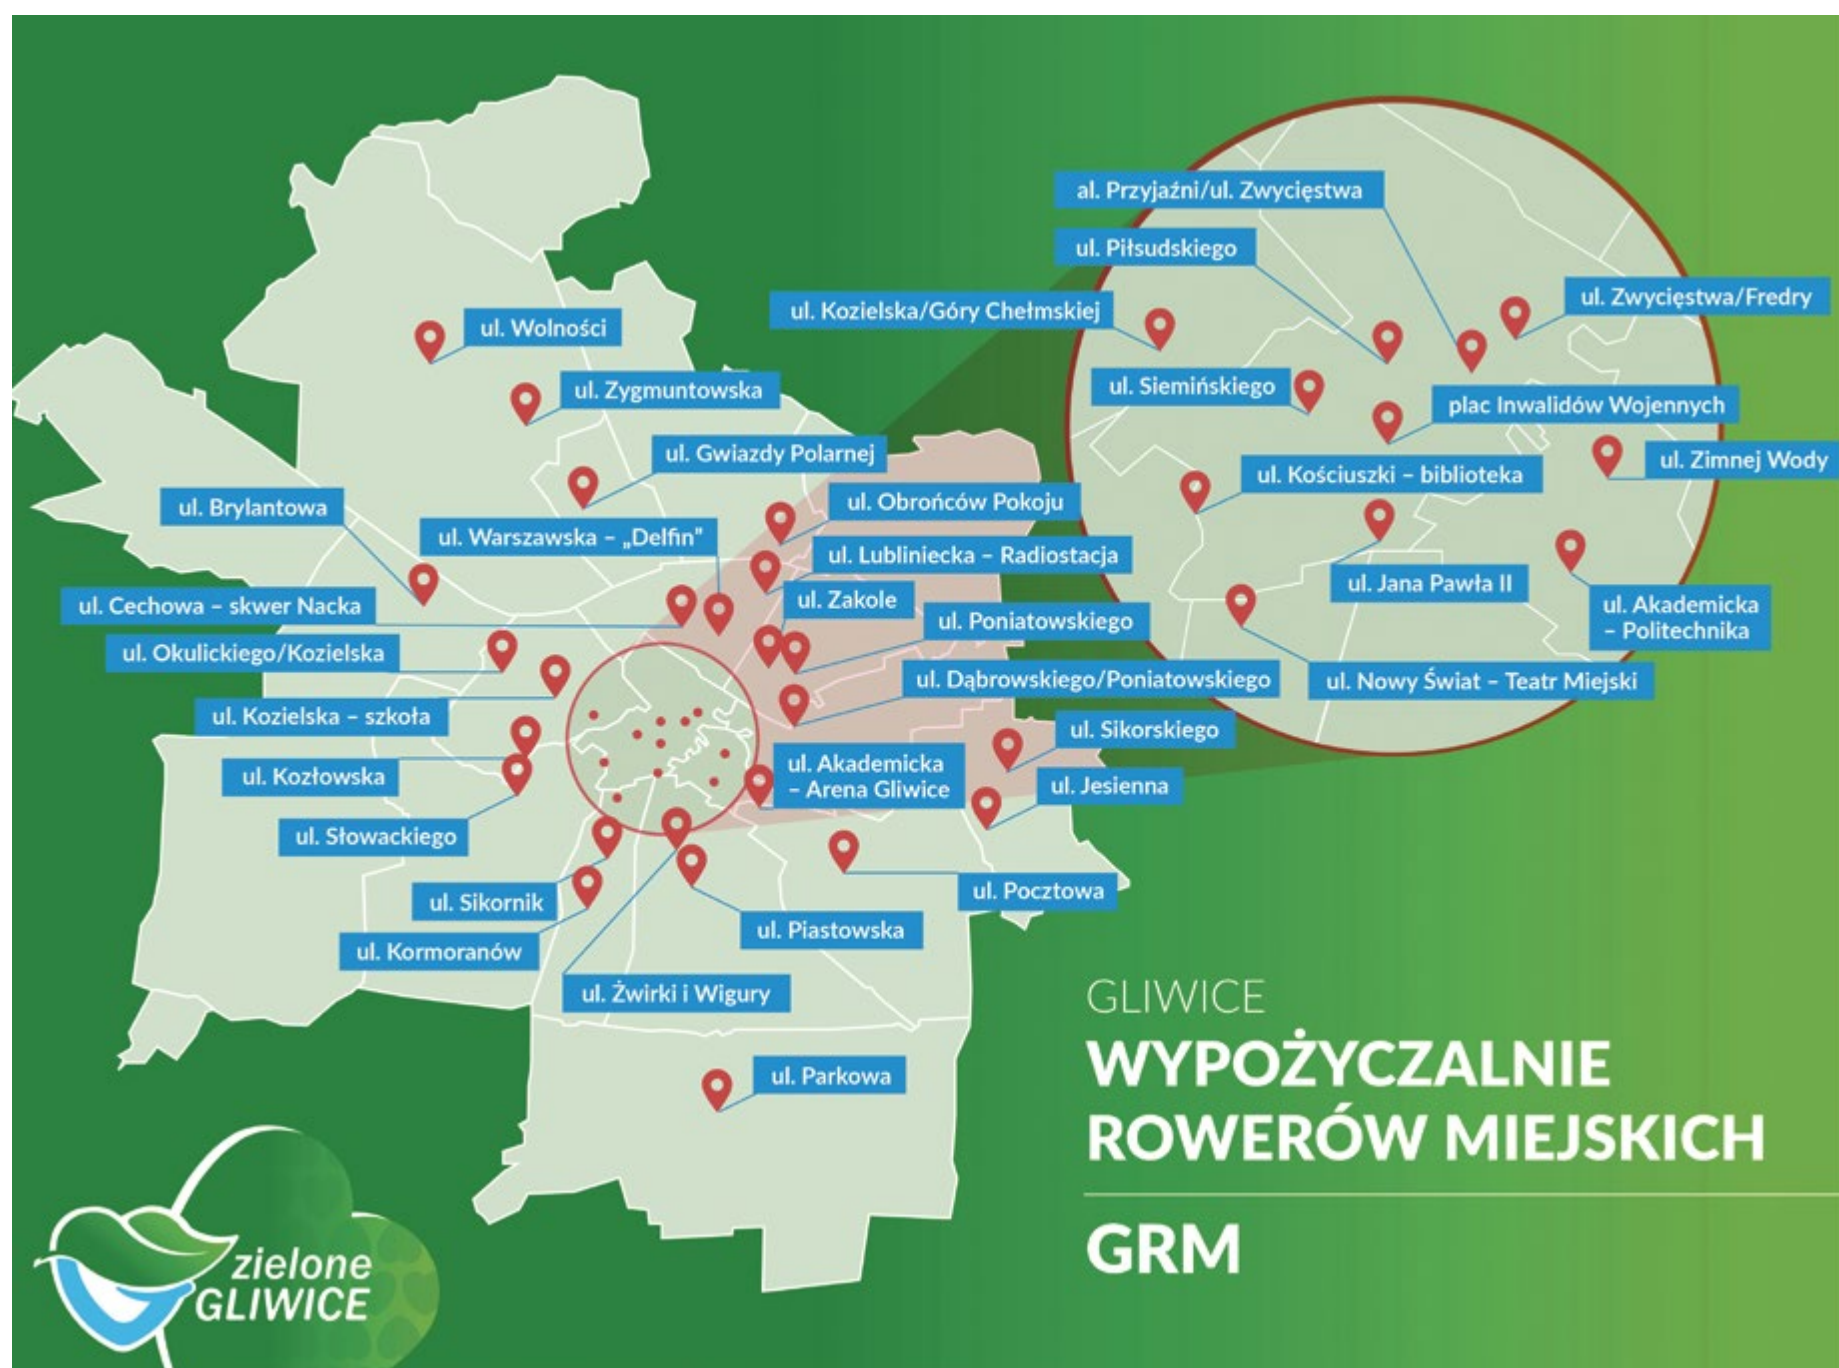 al. Przyjaźni/ul. Zwycięstwa
ul. Piłsudskiego
ul. Zwycięstwa/Fredry
ul. Kozielska/Góry Chełmskiej
ul. Wolności
ul. Siemińskiego
ul. Zygmuntowska
plac Inwalidów Wojennych
ul. Gwiazdy Polarnej
ul. Zimnej Wody
ul. Kościuszki – biblioteka
ul. Brylantowa
ul. Obrońców Pokoju
ul. Warszawska – „Delfin”
ul. Lubliniecka – Radiostacja
ul. Jana Pawła II
ul. Cechowa – skwer Nacka
ul. Zakole
ul. Akademicka
– Politechnika
ul. Poniatowskiego
ul. Okulickiego/Kozielska
ul. Dąbrowskiego/Poniatowskiego
ul. Nowy Świat – Teatr Miejski
ul. Kozielska – szkoła
ul. Sikorskiego
ul. Kozłowska
ul. Akademicka
– Arena Gliwice
ul. Jesienna
ul. Słowackiego
ul. Pocztowa
ul. Sikornik
ul. Piastowska
ul. Kormoranów
ul. Żwirki i Wigury
ul. Parkowa
GLIWICE
WYPOŻYCZALNIE
ROWERÓW MIEJSKICH
GRM
zielone
GLIWICE